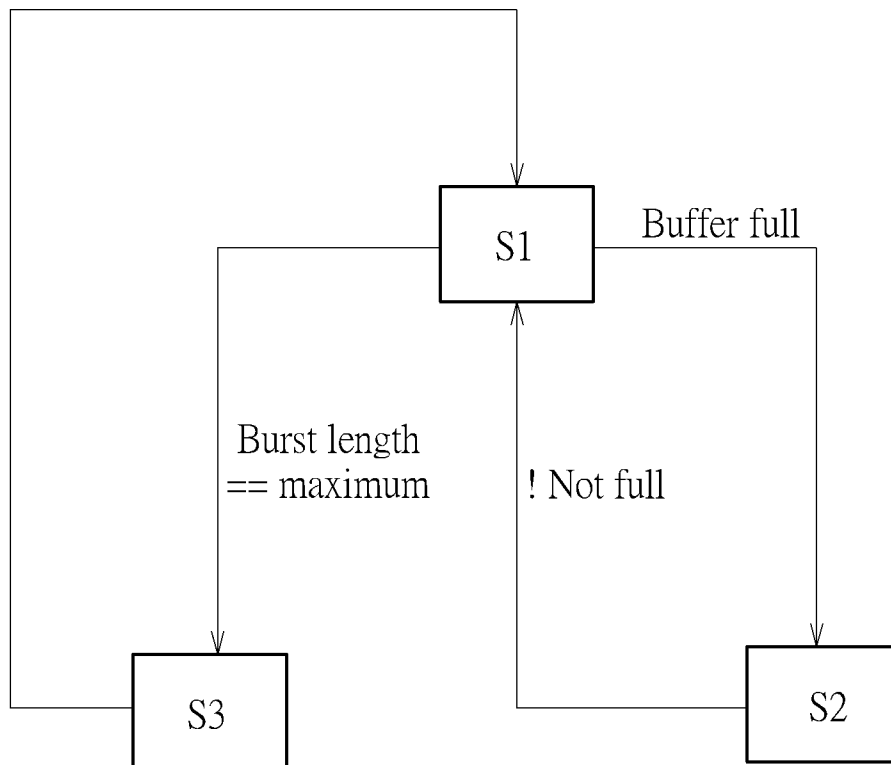 S1
Buffer full
Burst length
== maximum
! Not full
S3
S2